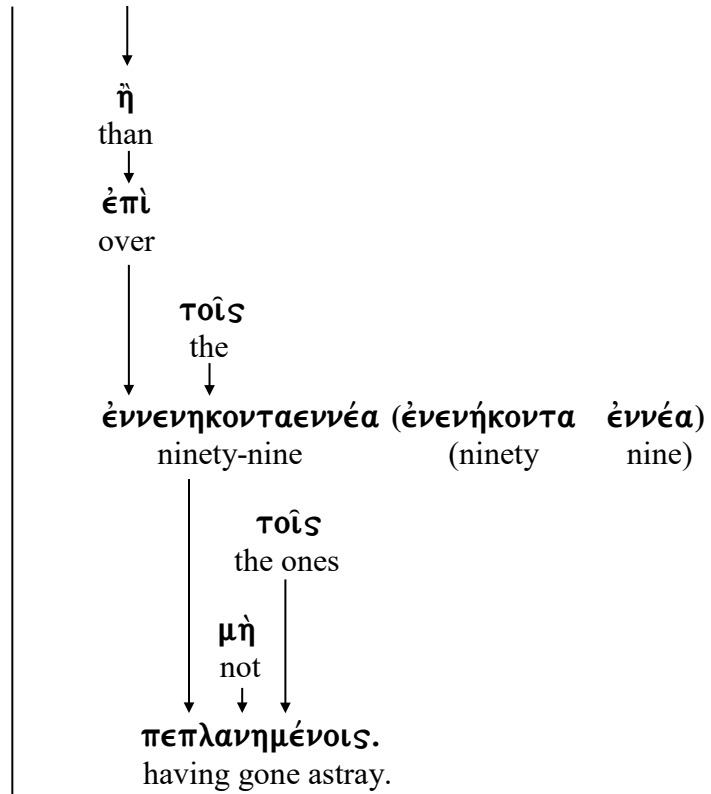 ἢ
than
ἐπὶ
over
τοῖς
the
ἐννενηκονταεννέα (ἐνενήκοντα ἐννέα)
ninety-nine (ninety nine)
τοῖς
the ones
μὴ
not
πεπλανημένοις.
having gone astray.